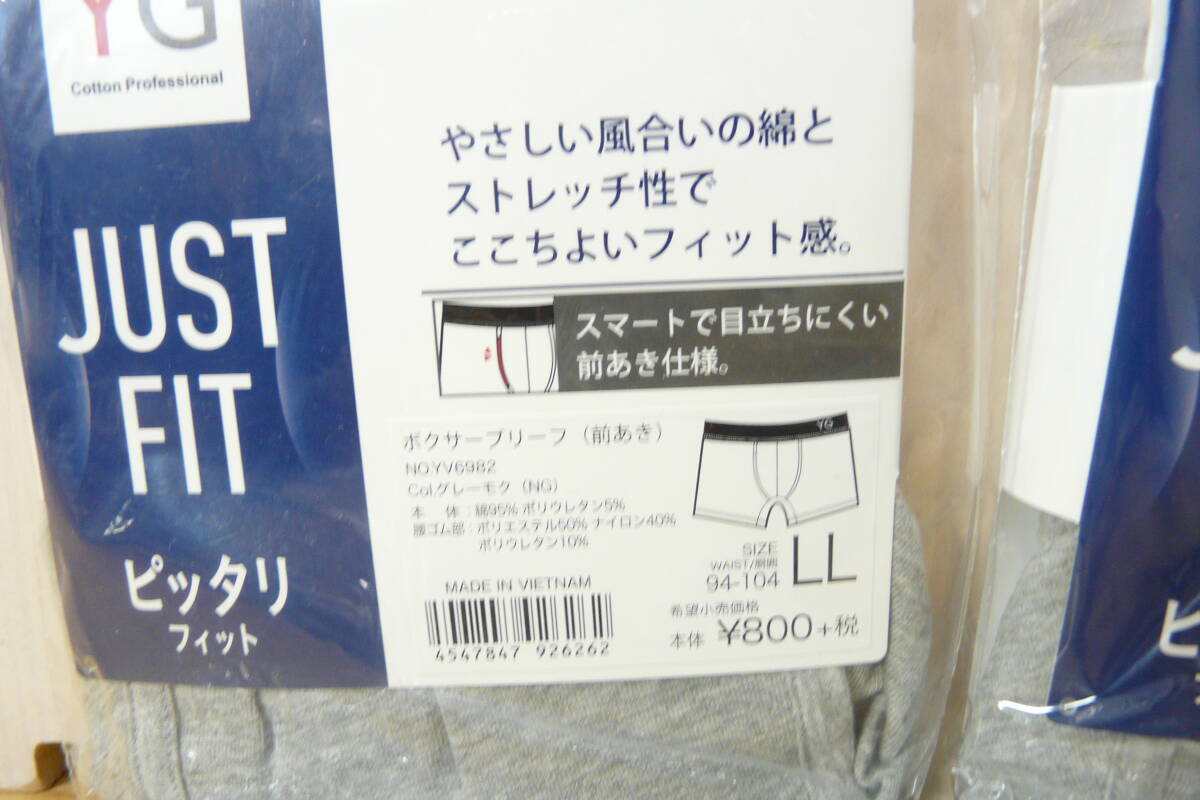 YG
Cotton Professional
JUST
FIT
ピッタリ
フィット
やさしい風合いの綿と
ストレッチ性で
ここちよいフィット感。
スマートで目立ちにくい
前あき仕様。
ボクサーブリーフ（前あき）
NO.YV6982
Col.グレーモク（NG）
本　体：綿95% ポリウレタン5%
腰ゴム部：ポリエステル50% ナイロン40%
ポリウレタン10%
YG
SIZE
WAIST/胴囲
94-104 LL
MADE IN VIETNAM
4547847 926262
希望小売価格
本体 ¥800+税